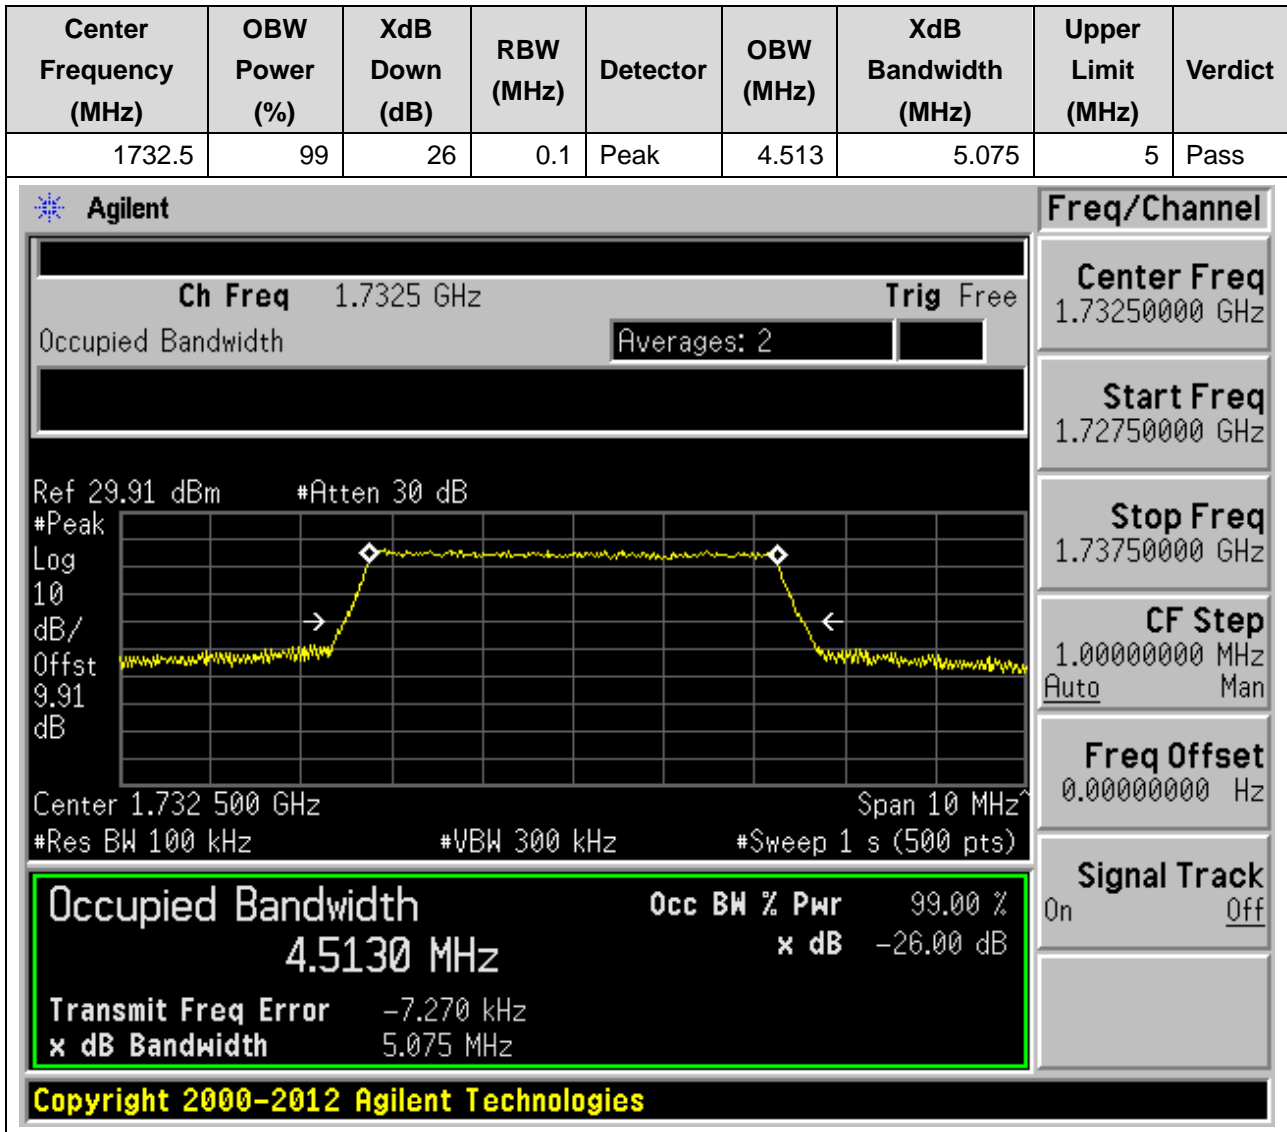 Center Frequency (MHz) OBW Power (%) XdB Down (dB) RBW (MHz) Detector OBW (MHz) XdB Bandwidth (MHz) Upper Limit (MHz) Verdict
1732.5 99 26 0.1 Peak 4.513 5.075 5 Pass
Agilent
Freq/Channel
Ch Freq 1.7325 GHz Trig Free
Occupied Bandwidth Averages: 2
Center Freq
1.73250000 GHz
Start Freq
1.72750000 GHz
Stop Freq
1.73750000 GHz
CF Step
1.00000000 MHz
Auto Man
Freq Offset
0.00000000 Hz
Signal Track
On Off
Ref 29.91 dBm #Atten 30 dB
#Peak
Log
10
dB/
Offst
9.91
dB
Center 1.732 500 GHz Span 10 MHz^
#Res BW 100 kHz #VBW 300 kHz #Sweep 1 s (500 pts)
Occupied Bandwidth Occ BW % Pwr 99.00 %
4.5130 MHz x dB -26.00 dB
Transmit Freq Error -7.270 kHz
x dB Bandwidth 5.075 MHz
Copyright 2000-2012 Agilent Technologies